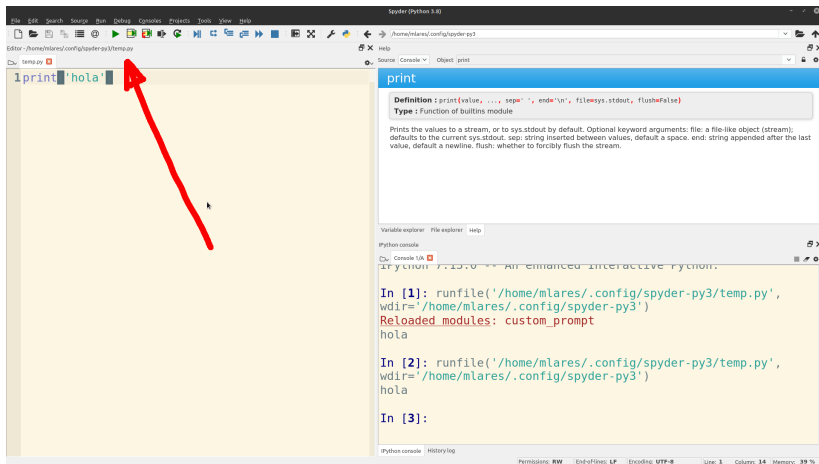 Spyder (Python 3.8)
File Edit Search Source Run Debug Consoles Projects Tools View Help
/home/mlares/.config/spyder-py3
Editor - /home/mlares/.config/spyder-py3/temp.py
temp.py
1 print('hola')
Help
Source Console Object print
print
Definition : print(value, ..., sep=' ', end='\n', file=sys.stdout, flush=False)
Type : Function of builtins module
Prints the values to a stream, or to sys.stdout by default. Optional keyword arguments: file: a file-like object (stream);
defaults to the current sys.stdout. sep: string inserted between values, default a space. end: string appended after the last
value, default a newline. flush: whether to forcibly flush the stream.
Variable explorer File explorer Help
IPython console
Console 1/A
IPython 7.13.0 -- An enhanced Interactive Python.
In [1]: runfile('/home/mlares/.config/spyder-py3/temp.py',
wdir='/home/mlares/.config/spyder-py3')
Reloaded modules: custom_prompt
hola
In [2]: runfile('/home/mlares/.config/spyder-py3/temp.py',
wdir='/home/mlares/.config/spyder-py3')
hola
In [3]:
IPython console History log
Permissions: RW End-of-lines: LF Encoding: UTF-8 Line: 1 Column: 14 Memory: 39 %